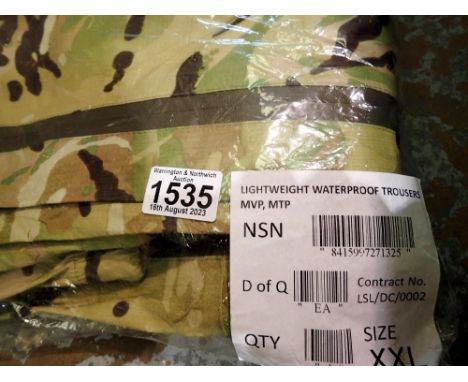 Warrington & Northwich
Auction
1535
16th August 2023
LIGHTWEIGHT WATERPROOF TROUSERS
MVP, MTP
NSN
"8415997271325"
D of Q
"EA"
Contract No.
LSL/DC/0002
QTY
SIZE
XXL